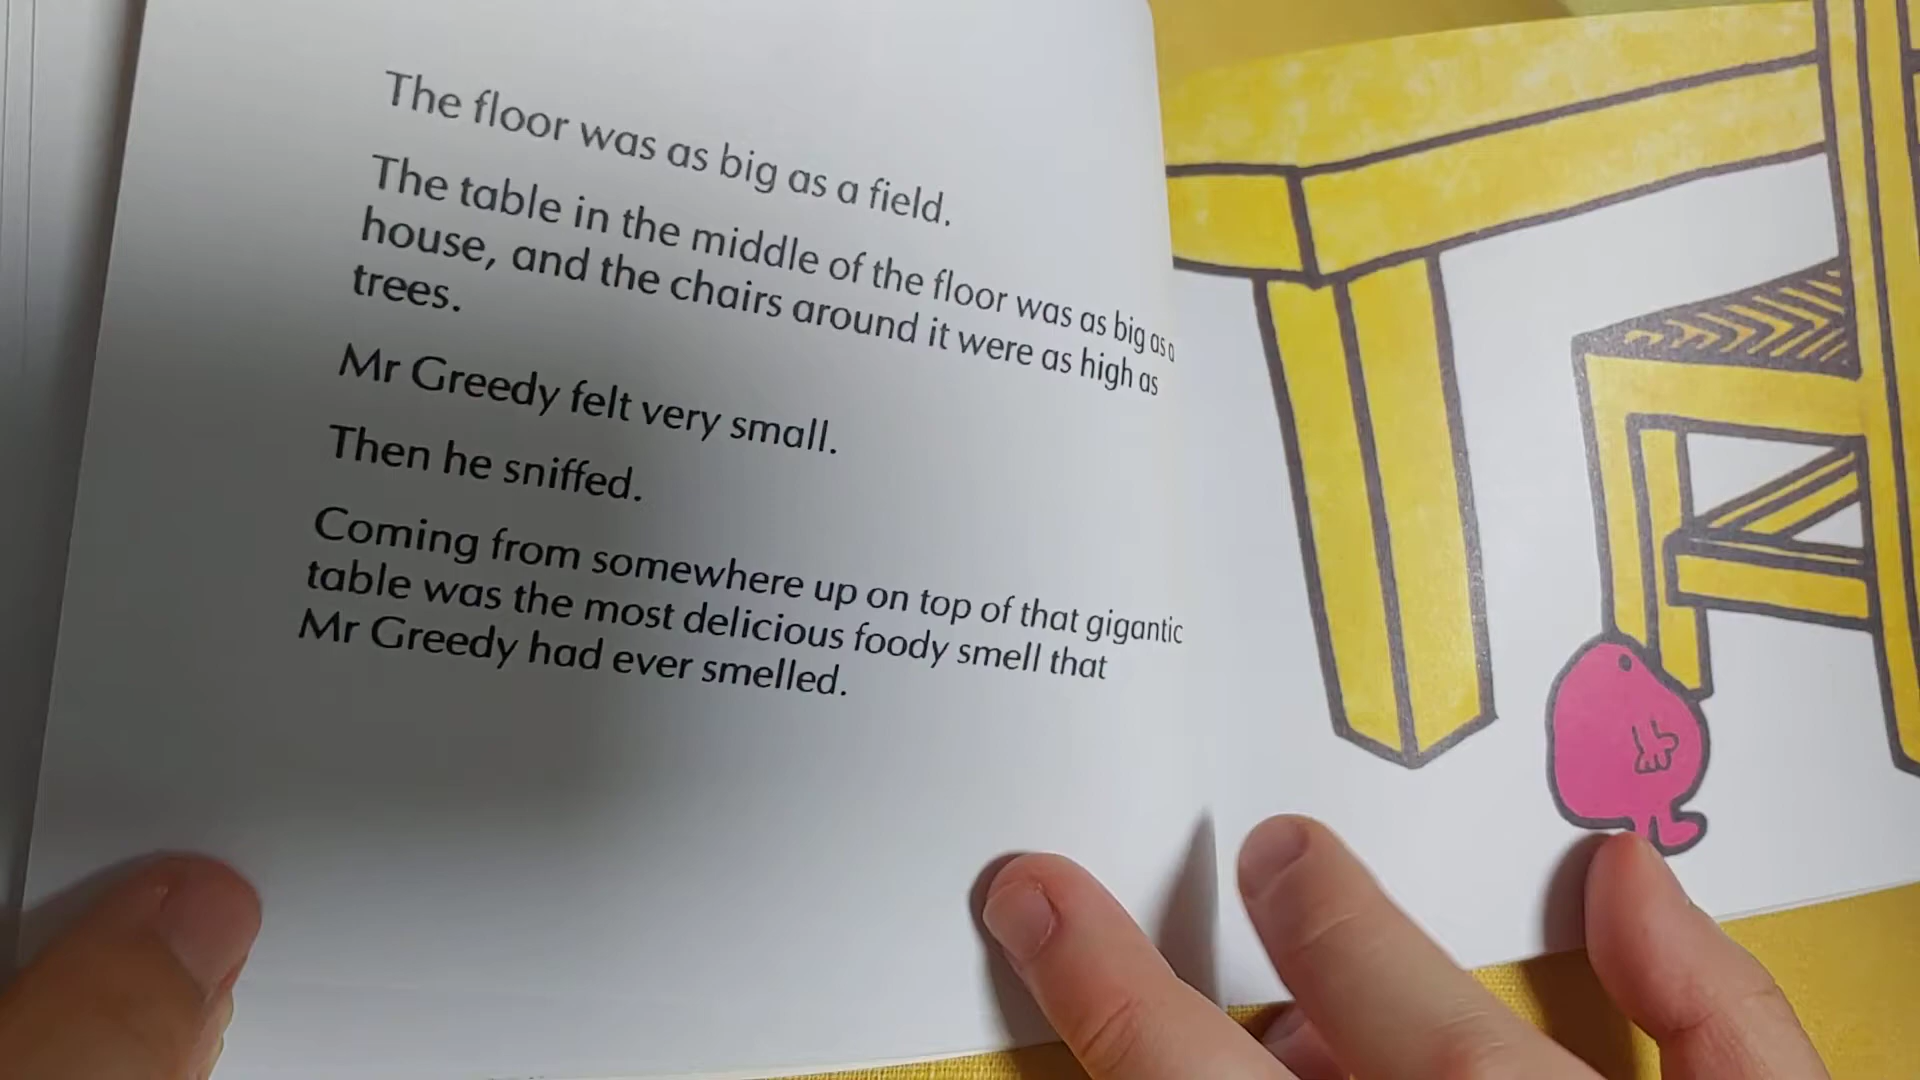 The floor was as big as a field.
The table in the middle of the floor was as big as a
house, and the chairs around it were as high as
trees.
Mr Greedy felt very small.
Then he sniffed.
Coming from somewhere up on top of that gigantic
table was the most delicious foody smell that
Mr Greedy had ever smelled.